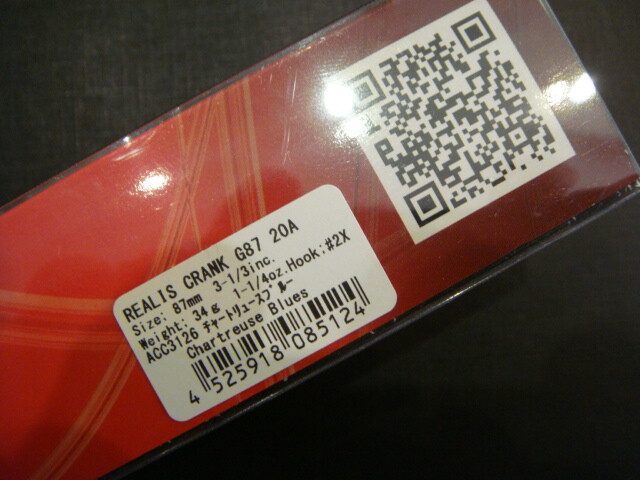 REALIS CRANK G87 20A
Size: 87mm 3-1/3inc.
Weight: 34g 1-1/4oz.Hook:#2X
ACC3126 チャートリュースブルー
Chartreuse Blues
4 525918 085124